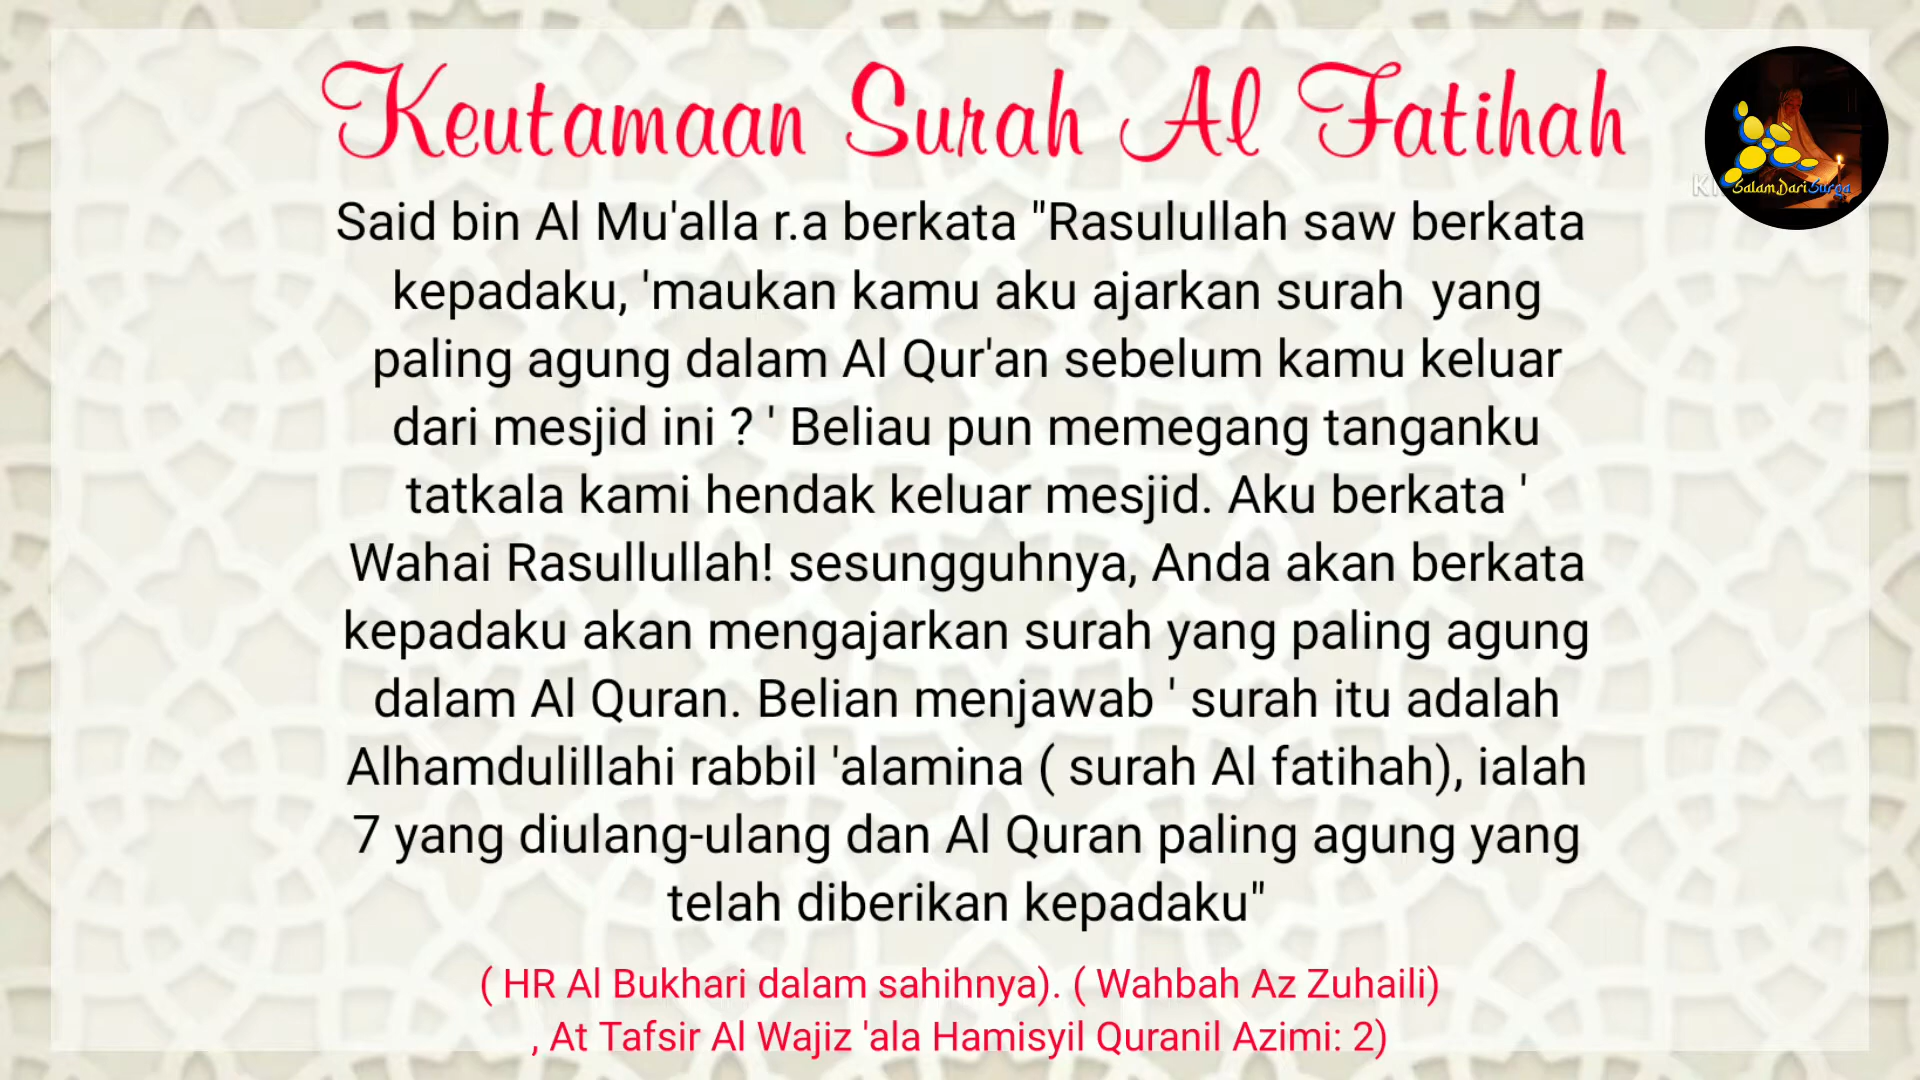 Keutamaan Surah Al Fatihah
Said bin Al Mu'alla r.a berkata "Rasulullah saw berkata
kepadaku, 'maukan kamu aku ajarkan surah  yang
paling agung dalam Al Qur'an sebelum kamu keluar
dari mesjid ini ? ' Beliau pun memegang tanganku
tatkala kami hendak keluar mesjid. Aku berkata '
Wahai Rasullullah! sesungguhnya, Anda akan berkata
kepadaku akan mengajarkan surah yang paling agung
dalam Al Quran. Belian menjawab ' surah itu adalah
Alhamdulillahi rabbil 'alamina ( surah Al fatihah), ialah
7 yang diulang-ulang dan Al Quran paling agung yang
telah diberikan kepadaku"
( HR Al Bukhari dalam sahihnya). ( Wahbah Az Zuhaili)
, At Tafsir Al Wajiz 'ala Hamisyil Quranil Azimi: 2)
Salam Dari Surga